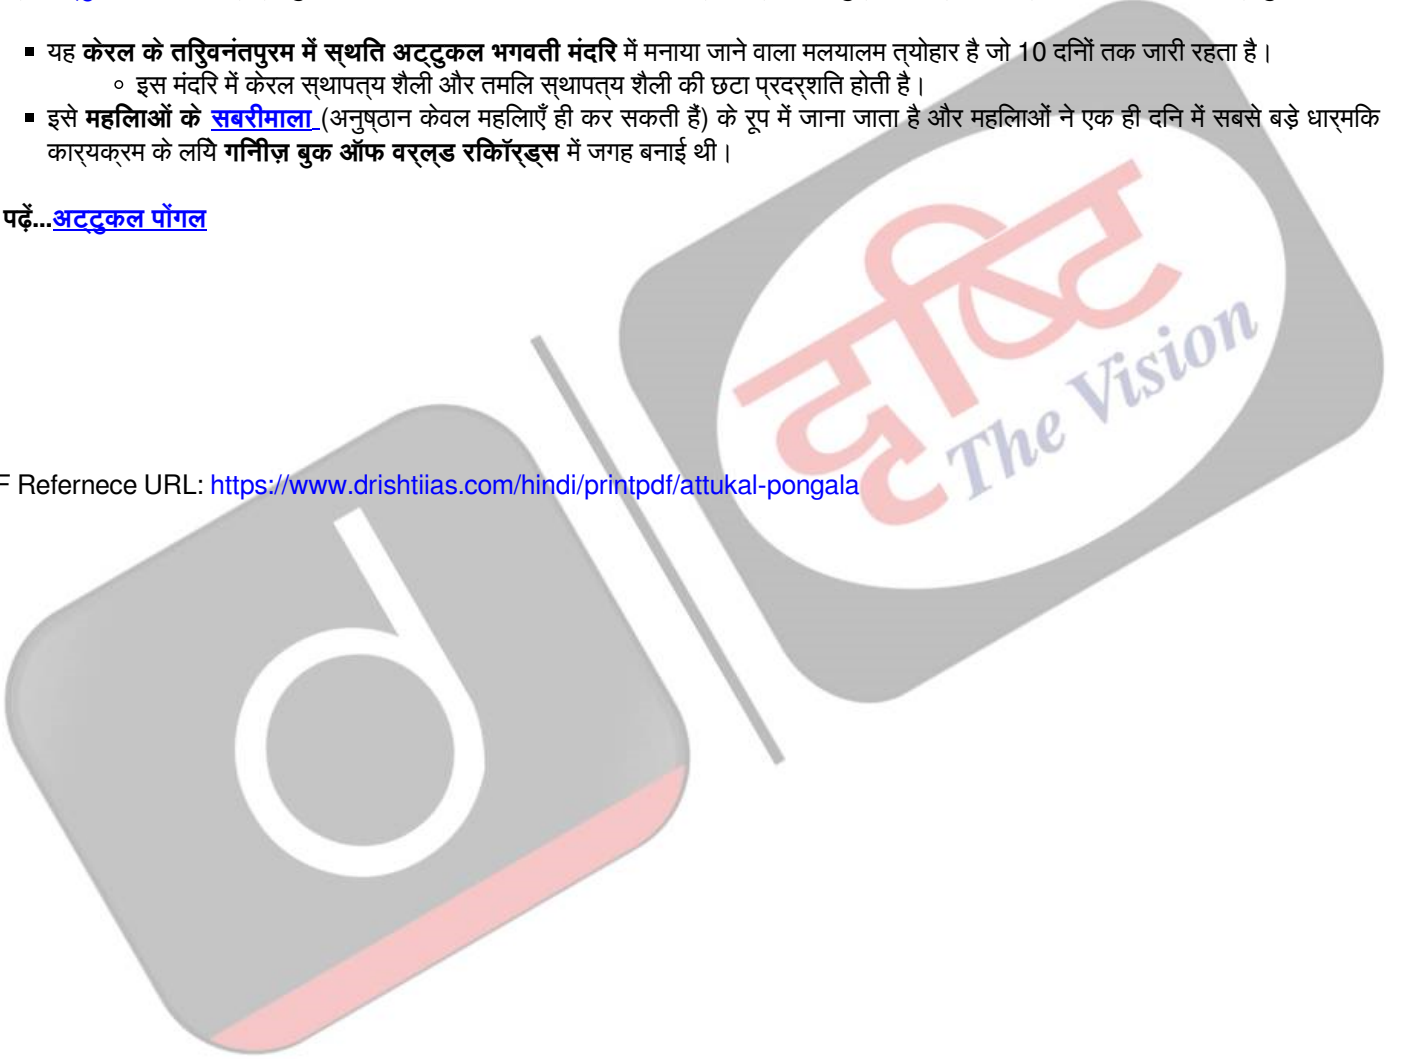 यह केरल के तिरुवनंतपुरम में स्थित अट्टुकल भगवती मंदिर में मनाया जाने वाला मलयालम त्योहार है जो 10 दिनों तक जारी रहता है।
इस मंदिर में केरल स्थापत्य शैली और तमिल स्थापत्य शैली की छटा प्रदर्शित होती है।
इसे महिलाओं के सबरीमाला (अनुष्ठान केवल महिलाएँ ही कर सकती हैं) के रूप में जाना जाता है और महिलाओं ने एक ही दिन में सबसे बड़े धार्मिक
कार्यक्रम के लिये गिनीज़ बुक ऑफ वर्ल्ड रिकॉर्ड्स में जगह बनाई थी।
पढ़ें...अट्टुकल पोंगल
दृष्टि
The Vision
F Refernece URL: https://www.drishtiias.com/hindi/printpdf/attukal-pongala
d